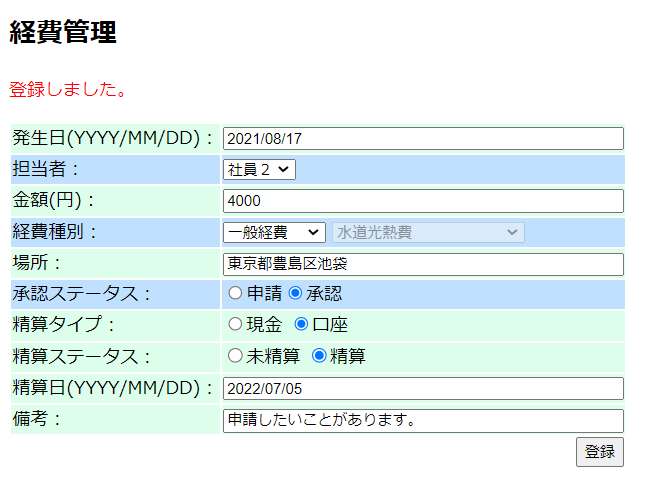 経費管理
登録しました。
発生日(YYYY/MM/DD)： 2021/08/17
担当者： 社員２
金額(円)： 4000
経費種別： 一般経費 水道光熱費
場所： 東京都豊島区池袋
承認ステータス： 申請 承認
精算タイプ： 現金 口座
精算ステータス： 未精算 精算
精算日(YYYY/MM/DD)： 2022/07/05
備考： 申請したいことがあります。
登録